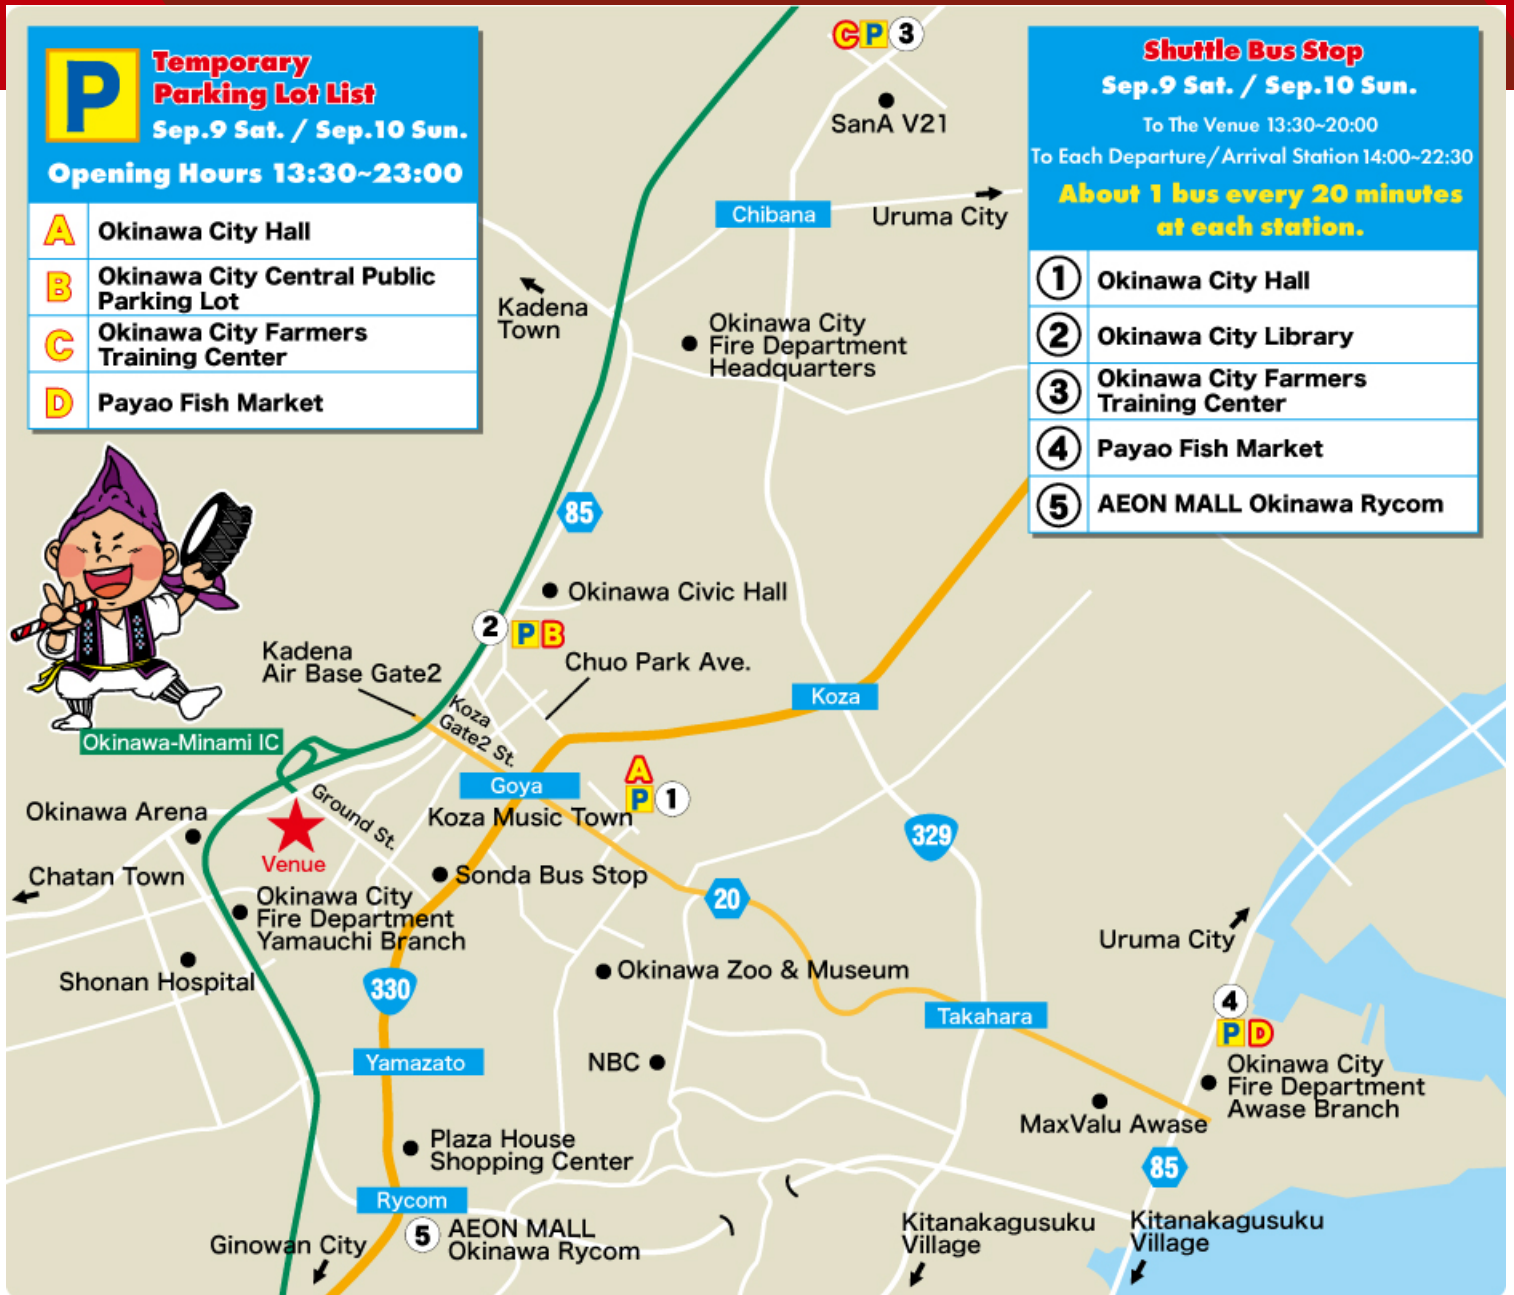 P
Temporary
Parking Lot List
Sep.9 Sat. / Sep.10 Sun.
Opening Hours 13:30~23:00
A Okinawa City Hall
B Okinawa City Central Public
Parking Lot
C Okinawa City Farmers
Training Center
D Payao Fish Market
Shuttle Bus Stop
Sep.9 Sat. / Sep.10 Sun.
To The Venue 13:30~20:00
To Each Departure/Arrival Station 14:00~22:30
About 1 bus every 20 minutes
at each station.
① Okinawa City Hall
② Okinawa City Library
③ Okinawa City Farmers
Training Center
④ Payao Fish Market
⑤ AEON MALL Okinawa Rycom
C P ③
SanA V21
Chibana
Uruma City
Kadena
Town
Okinawa City
Fire Department
Headquarters
85
Okinawa Civic Hall
② P B
Kadena
Air Base Gate2
Chuo Park Ave.
Koza
Gate2 St.
Koza
Okinawa-Minami IC
Goya
A
P ①
Ground St.
Koza Music Town
Okinawa Arena
Venue
329
Chatan Town
Sonda Bus Stop
20
Okinawa City
Fire Department
Yamauchi Branch
Uruma City
Shonan Hospital
Okinawa Zoo & Museum
330
④
P D
Takahara
Yamazato
NBC
Okinawa City
Fire Department
Awase Branch
MaxValu Awase
Plaza House
Shopping Center
85
Rycom
⑤ AEON MALL
Okinawa Rycom
Ginowan City
Kitanakagusuku
Village
Kitanakagusuku
Village